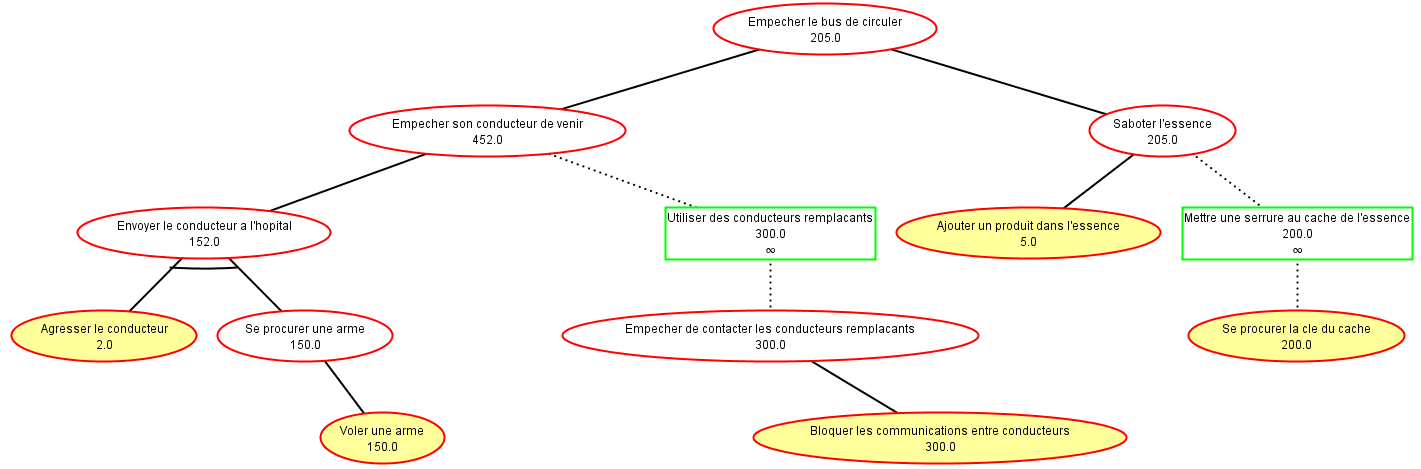 Empecher le bus de circuler
205.0
Empecher son conducteur de venir
452.0
Saboter l'essence
205.0
Envoyer le conducteur a l'hopital
152.0
Utiliser des conducteurs remplacants
300.0
∞
Ajouter un produit dans l'essence
5.0
Mettre une serrure au cache de l'essence
200.0
∞
Agresser le conducteur
2.0
Se procurer une arme
150.0
Empecher de contacter les conducteurs remplacants
300.0
Se procurer la cle du cache
200.0
Voler une arme
150.0
Bloquer les communications entre conducteurs
300.0